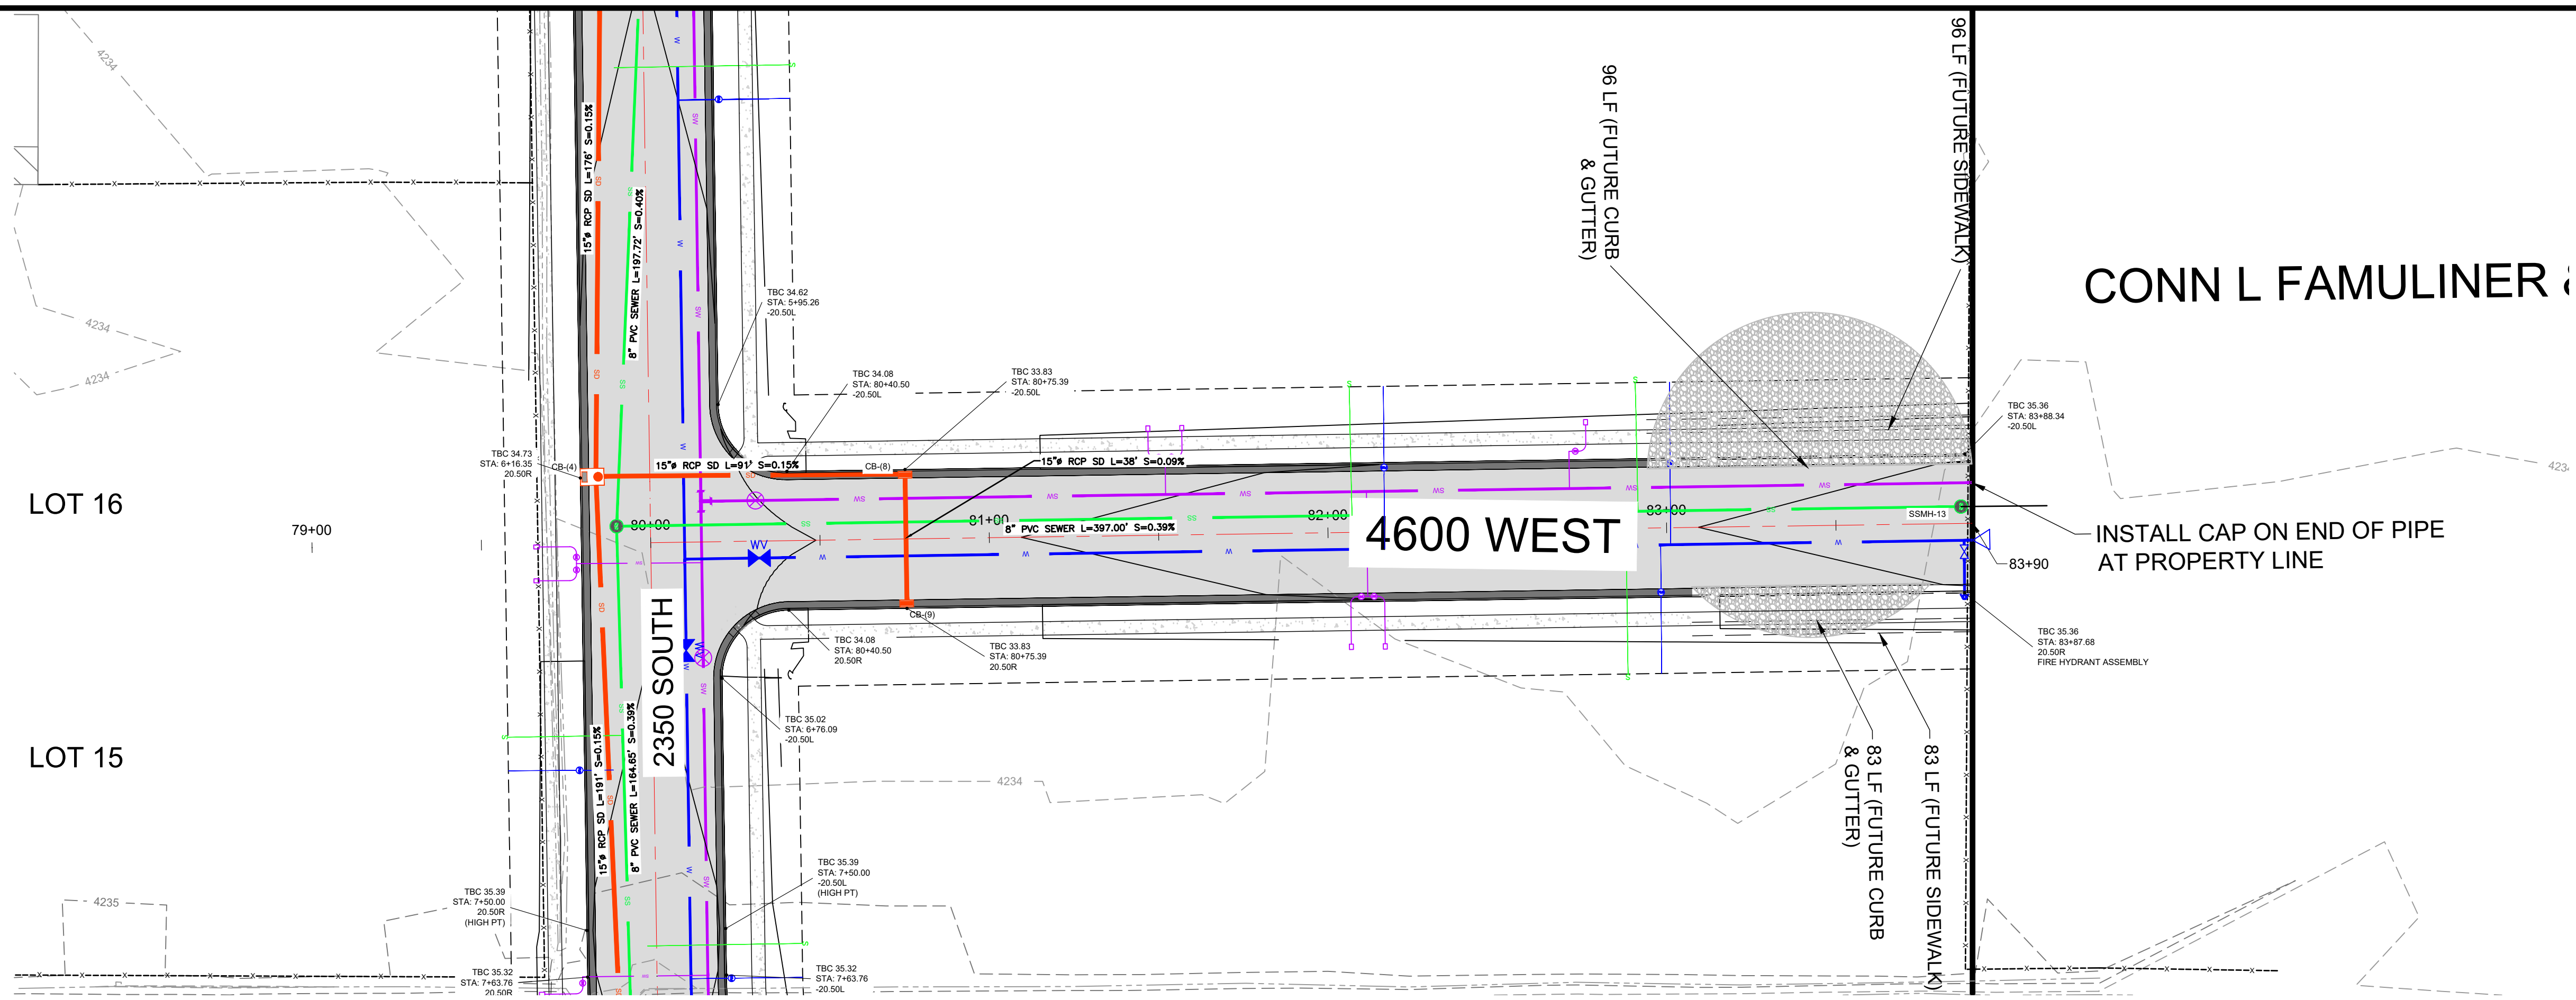 4234
4234
4234
LOT 16
LOT 15
79+00
4235
15"ø RCP SD L=176' S=0.15%
8" PVC SEWER L=197.72' S=0.40%
TBC 34.62
STA: 5+95.26
-20.50L
TBC 34.08
STA: 80+40.50
-20.50L
TBC 33.83
STA: 80+75.39
-20.50L
TBC 34.73
STA: 6+16.35
20.50R
CB-(4)
15"ø RCP SD L=91' S=0.15%
CB-(8)
15"ø RCP SD L=38' S=0.09%
80+00
81+00
8" PVC SEWER L=397.00' S=0.39%
82+00
4600 WEST
83+00
SSMH-13
WV
WV
2350 SOUTH
CB-(9)
TBC 34.08
STA: 80+40.50
20.50R
TBC 33.83
STA: 80+75.39
20.50R
TBC 35.02
STA: 6+76.09
-20.50L
15"ø RCP SD L=191' S=0.15%
8" PVC SEWER L=164.65' S=0.39%
4234
TBC 35.39
STA: 7+50.00
20.50R
(HIGH PT)
TBC 35.39
STA: 7+50.00
-20.50L
(HIGH PT)
TBC 35.32
STA: 7+63.76
20.50R
TBC 35.32
STA: 7+63.76
-20.50L
96 LF (FUTURE CURB
& GUTTER)
96 LF (FUTURE SIDEWALK)
CONN L FAMULINER &
TBC 35.36
STA: 83+88.34
-20.50L
INSTALL CAP ON END OF PIPE
AT PROPERTY LINE
83+90
TBC 35.36
STA: 83+87.68
20.50R
FIRE HYDRANT ASSEMBLY
83 LF (FUTURE CURB
& GUTTER)
83 LF (FUTURE SIDEWALK)
SD
SS
W
SW
S